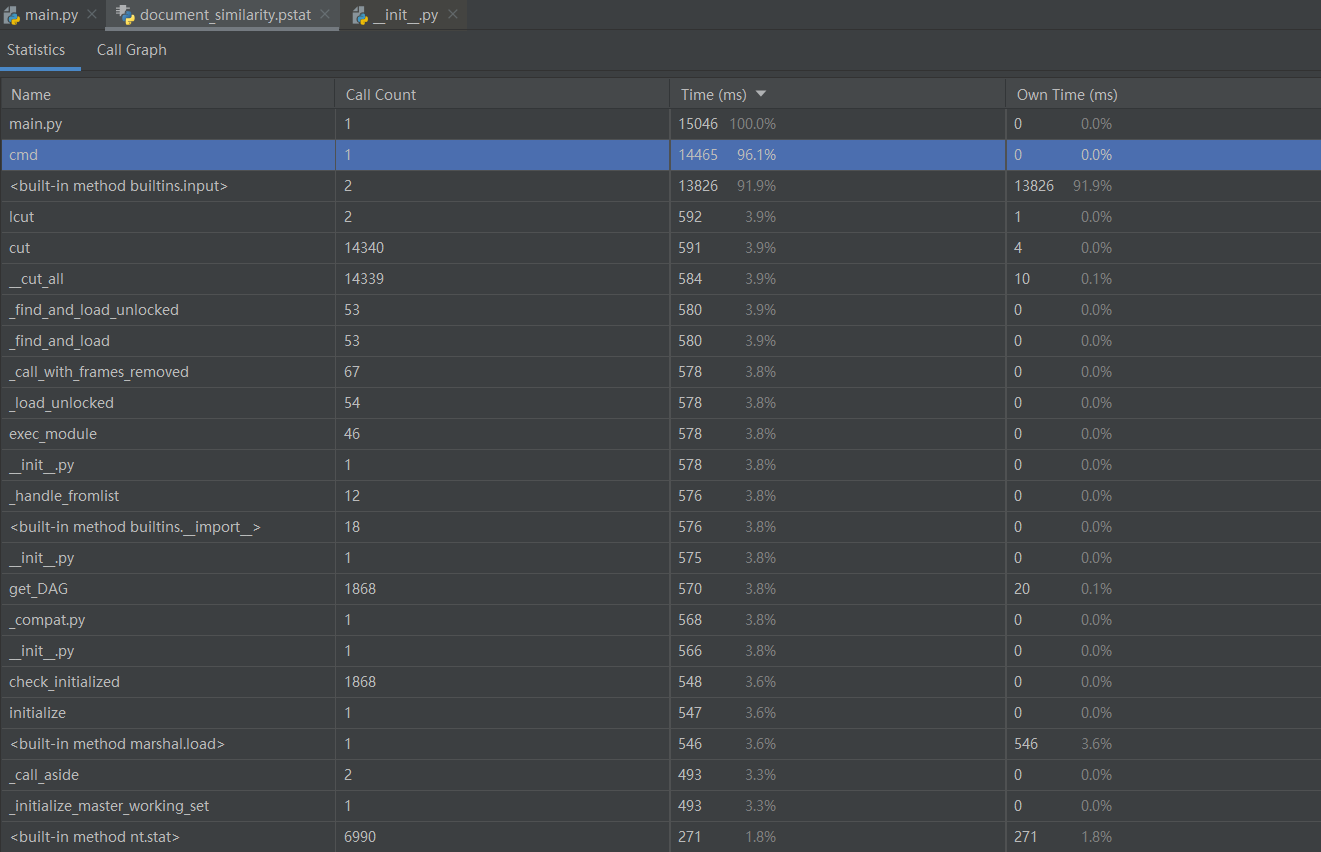 main.py document_similarity.pstat __init__.py
Statistics Call Graph
Name Call Count Time (ms) Own Time (ms)
main.py 1 15046 100.0% 0 0.0%
cmd 1 14465 96.1% 0 0.0%
<built-in method builtins.input> 2 13826 91.9% 13826 91.9%
lcut 2 592 3.9% 1 0.0%
cut 14340 591 3.9% 4 0.0%
__cut_all 14339 584 3.9% 10 0.1%
_find_and_load_unlocked 53 580 3.9% 0 0.0%
_find_and_load 53 580 3.9% 0 0.0%
_call_with_frames_removed 67 578 3.8% 0 0.0%
_load_unlocked 54 578 3.8% 0 0.0%
exec_module 46 578 3.8% 0 0.0%
__init__.py 1 578 3.8% 0 0.0%
_handle_fromlist 12 576 3.8% 0 0.0%
<built-in method builtins.__import__> 18 576 3.8% 0 0.0%
__init__.py 1 575 3.8% 0 0.0%
get_DAG 1868 570 3.8% 20 0.1%
_compat.py 1 568 3.8% 0 0.0%
__init__.py 1 566 3.8% 0 0.0%
check_initialized 1868 548 3.6% 0 0.0%
initialize 1 547 3.6% 0 0.0%
<built-in method marshal.load> 1 546 3.6% 546 3.6%
_call_aside 2 493 3.3% 0 0.0%
_initialize_master_working_set 1 493 3.3% 0 0.0%
<built-in method nt.stat> 6990 271 1.8% 271 1.8%